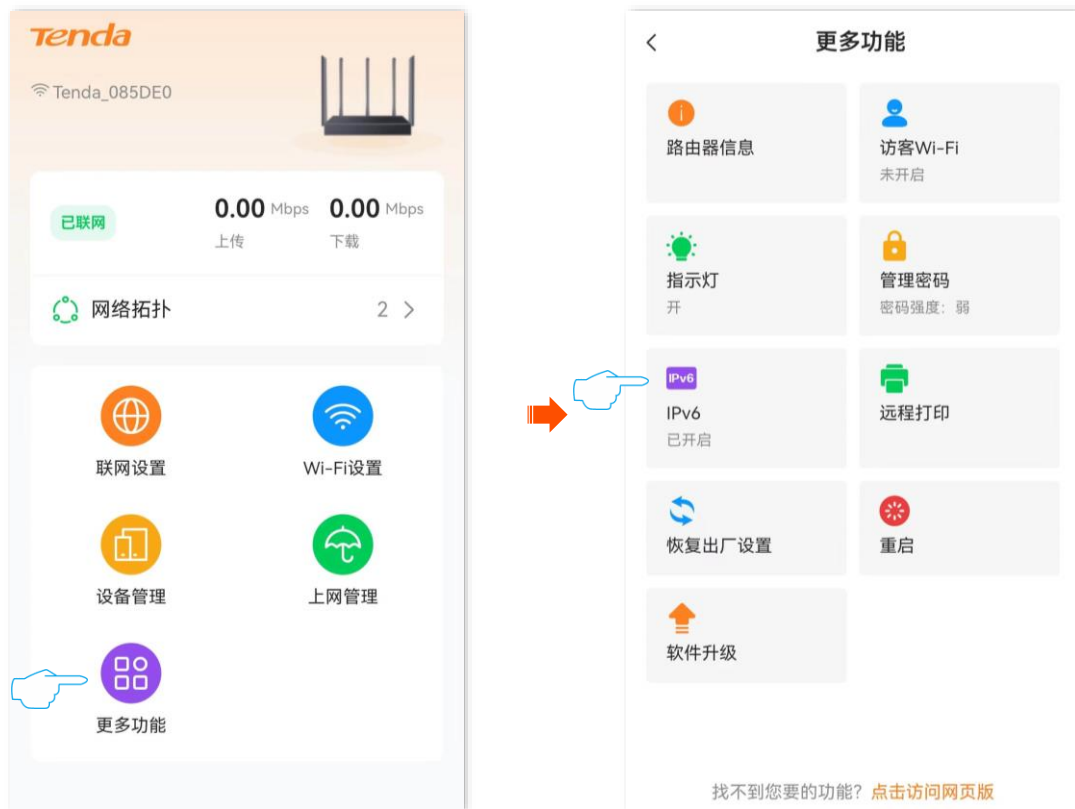 Tenda
Tenda_085DE0
已联网
0.00 Mbps 0.00 Mbps
上传 下载
网络拓扑 2
联网设置 Wi-Fi设置
设备管理 上网管理
更多功能
更多功能
路由器信息 访客Wi-Fi
未开启
指示灯 管理密码
开 密码强度：弱
IPv6
IPv6 远程打印
已开启
恢复出厂设置 重启
软件升级
找不到您要的功能？点击访问网页版